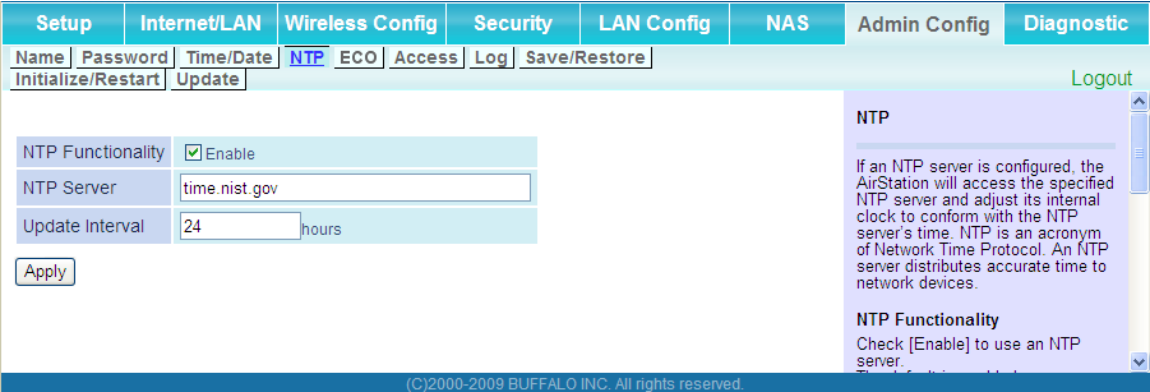 Setup Internet/LAN Wireless Config Security LAN Config NAS Admin Config Diagnostic
Name Password Time/Date NTP ECO Access Log Save/Restore
Initialize/Restart Update
Logout
NTP Functionality Enable
NTP Server time.nist.gov
Update Interval 24 hours
Apply
NTP
If an NTP server is configured, the
AirStation will access the specified
NTP server and adjust its internal
clock to conform with the NTP
server's time. NTP is an acronym
of Network Time Protocol. An NTP
server distributes accurate time to
network devices.
NTP Functionality
Check [Enable] to use an NTP
server.
(C)2000-2009 BUFFALO INC. All rights reserved.